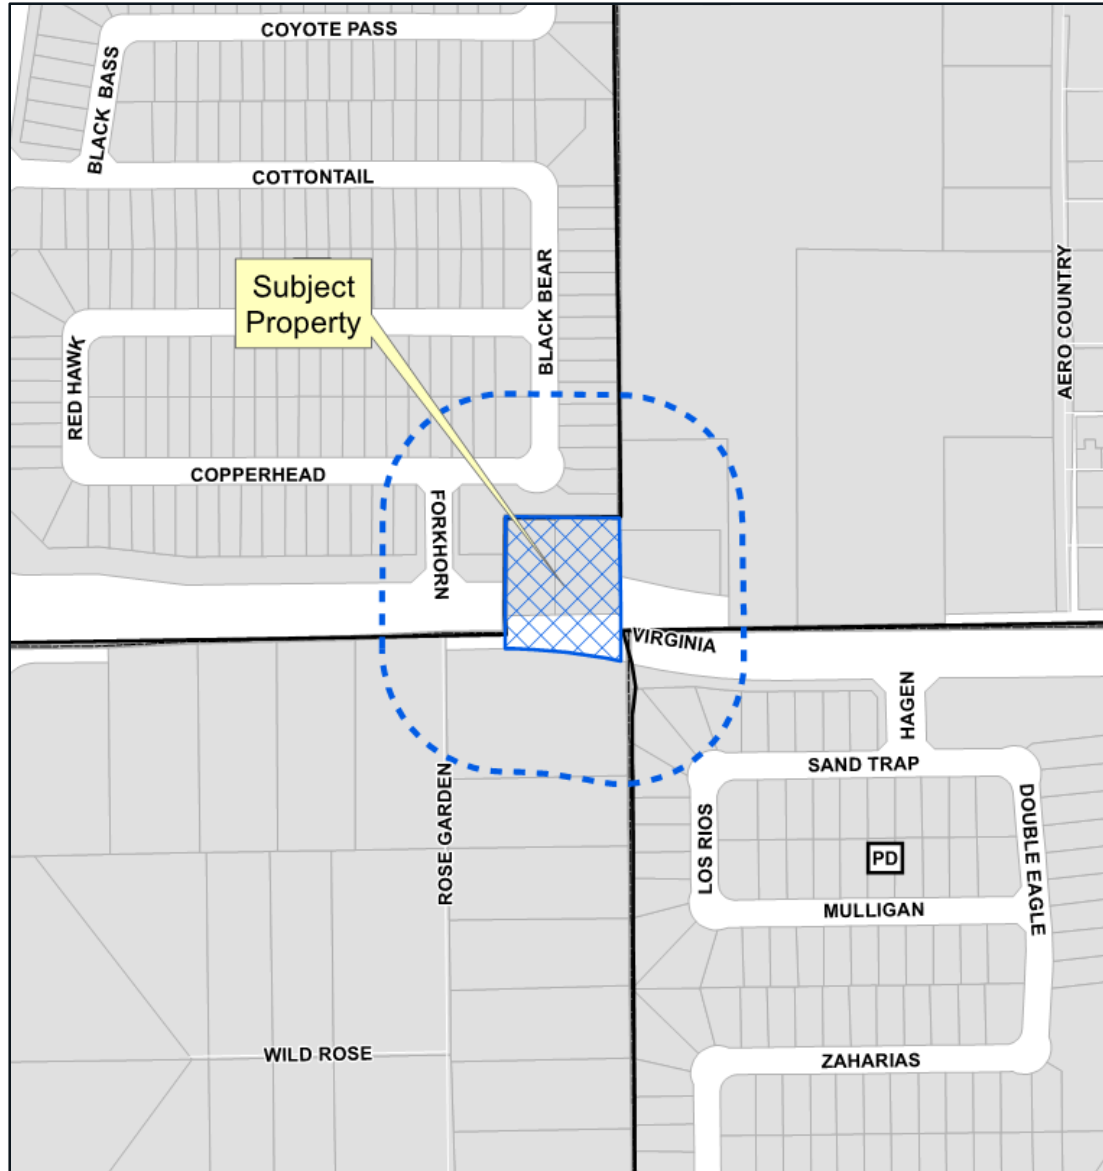 COYOTE PASS
BLACK BASS
COTTONTAIL
BLACK BEAR
AERO COUNTRY
Subject
Property
RED HAWK
COPPERHEAD
FORKHORN
VIRGINIA
HAGEN
SAND TRAP
ROSE GARDEN
LOS RIOS
DOUBLE EAGLE
PD
MULLIGAN
WILD ROSE
ZAHARIAS